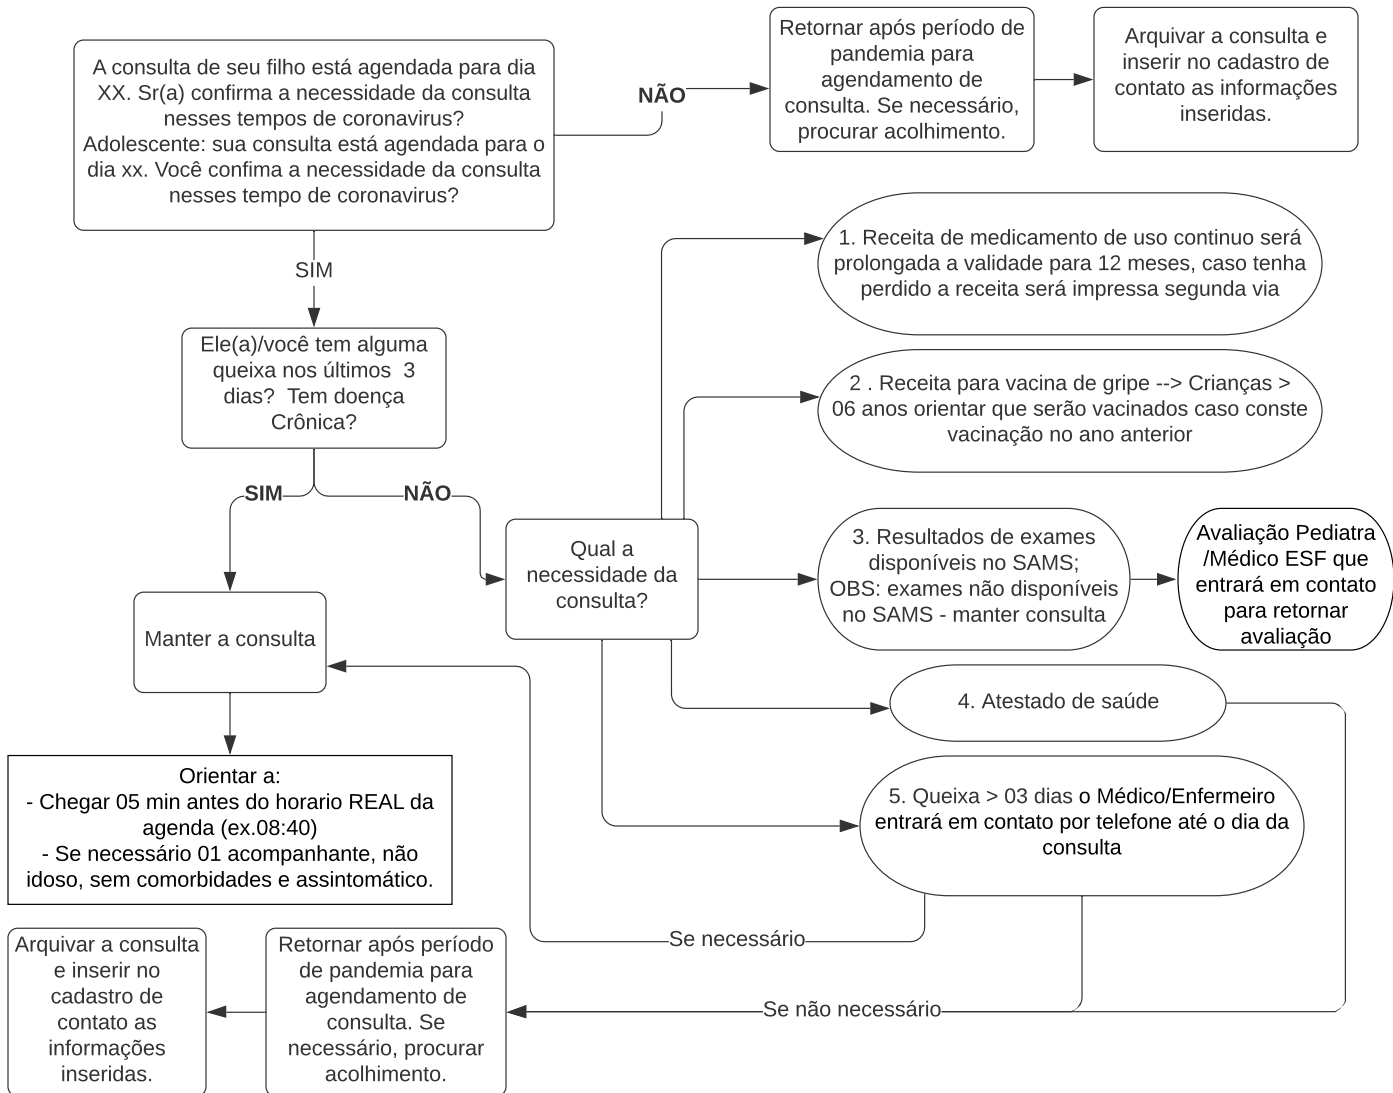 A consulta de seu filho está agendada para dia
XX. Sr(a) confirma a necessidade da consulta
nesses tempos de coronavirus?
Adolescente: sua consulta está agendada para o
dia xx. Você confima a necessidade da consulta
nesses tempo de coronavirus?
NÃO
Retornar após período de
pandemia para
agendamento de
consulta. Se necessário,
procurar acolhimento.
Arquivar a consulta e
inserir no cadastro de
contato as informações
inseridas.
SIM
Ele(a)/você tem alguma
queixa nos últimos 3
dias? Tem doença
Crônica?
SIM
NÃO
Qual a
necessidade da
consulta?
1. Receita de medicamento de uso continuo será
prolongada a validade para 12 meses, caso tenha
perdido a receita será impressa segunda via
2 . Receita para vacina de gripe --> Crianças >
06 anos orientar que serão vacinados caso conste
vacinação no ano anterior
3. Resultados de exames
disponíveis no SAMS;
OBS: exames não disponíveis
no SAMS - manter consulta
Avaliação Pediatra
/Médico ESF que
entrará em contato
para retornar
avaliação
4. Atestado de saúde
5. Queixa > 03 dias o Médico/Enfermeiro
entrará em contato por telefone até o dia da
consulta
Manter a consulta
Orientar a:
- Chegar 05 min antes do horario REAL da
agenda (ex.08:40)
- Se necessário 01 acompanhante, não
idoso, sem comorbidades e assintomático.
Se necessário
Se não necessário
Retornar após período
de pandemia para
agendamento de
consulta. Se
necessário, procurar
acolhimento.
Arquivar a consulta
e inserir no
cadastro de
contato as
informações
inseridas.